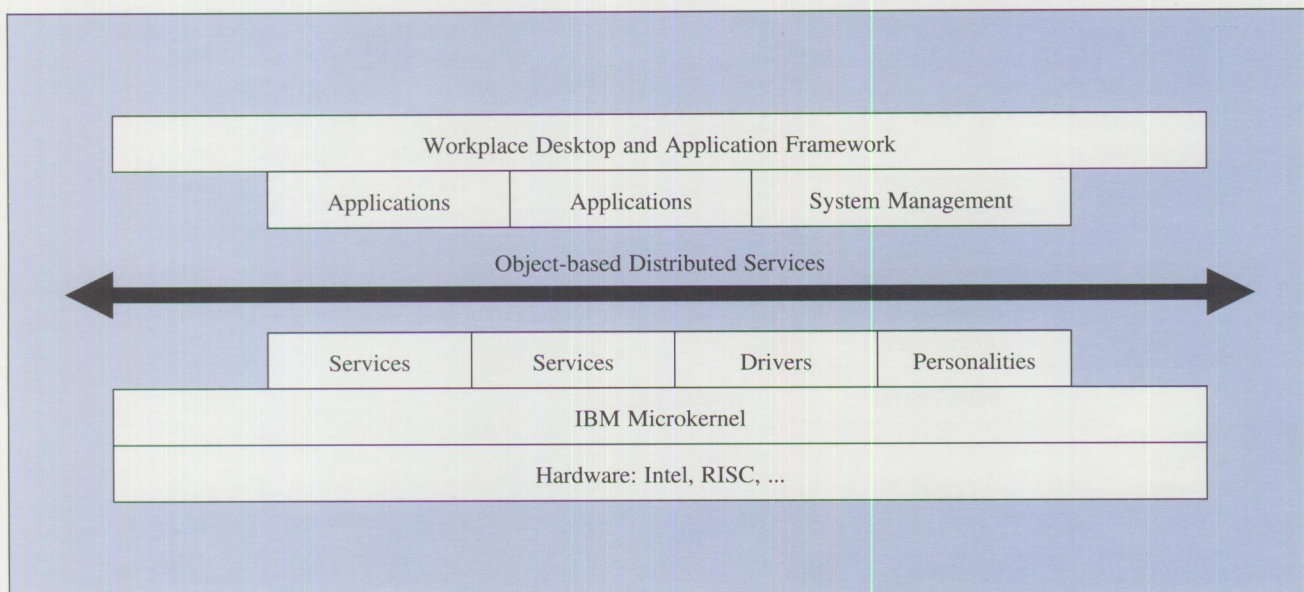 Workplace Desktop and Application Framework
Applications Applications System Management
Object-based Distributed Services
Services Services Drivers Personalities
IBM Microkernel
Hardware: Intel, RISC, ...